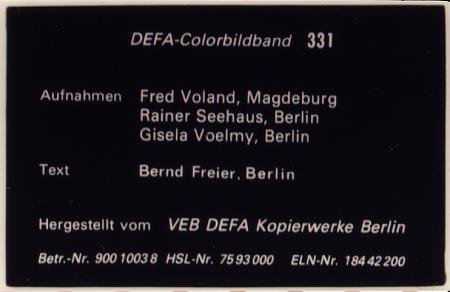 DEFA-Colorbildband 331
Aufnahmen Fred Voland, Magdeburg
Rainer Seehaus, Berlin
Gisela Voelmy, Berlin
Text Bernd Freier, Berlin
Hergestellt vom VEB DEFA Kopierwerke Berlin
Betr.-Nr. 900 1003 8 HSL-Nr. 75 93 000 ELN-Nr. 184 42 200